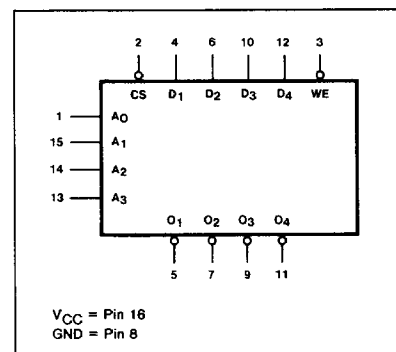 2 4 6 10 12 3
CS D1 D2 D3 D4 WE
1 A0
15 A1
14 A2
13 A3
O1 O2 O3 O4
5 7 9 11
VCC = Pin 16
GND = Pin 8